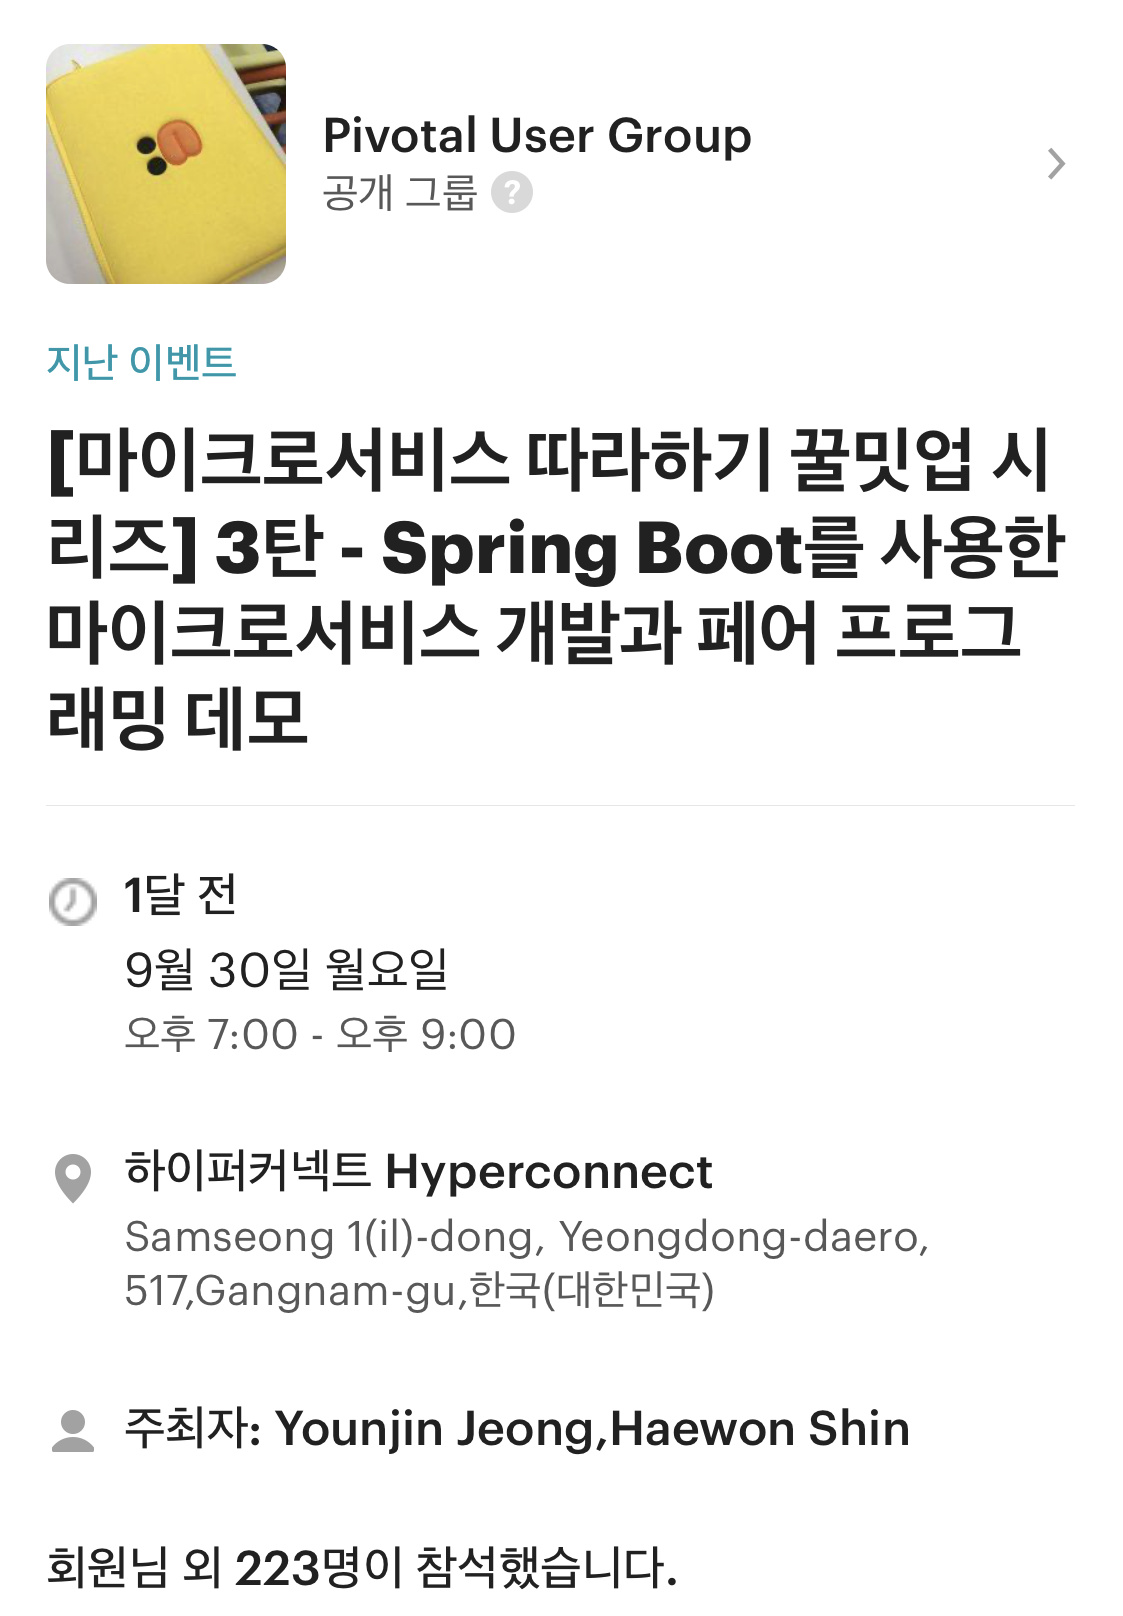 Pivotal User Group
공개 그룹 ?
지난 이벤트
[마이크로서비스 따라하기 꿀밋업 시
리즈] 3탄 - Spring Boot를 사용한
마이크로서비스 개발과 페어 프로그
래밍 데모
1달 전
9월 30일 월요일
오후 7:00 - 오후 9:00
하이퍼커넥트 Hyperconnect
Samseong 1(il)-dong, Yeongdong-daero,
517,Gangnam-gu,한국(대한민국)
주최자: Younjin Jeong,Haewon Shin
회원님 외 223명이 참석했습니다.